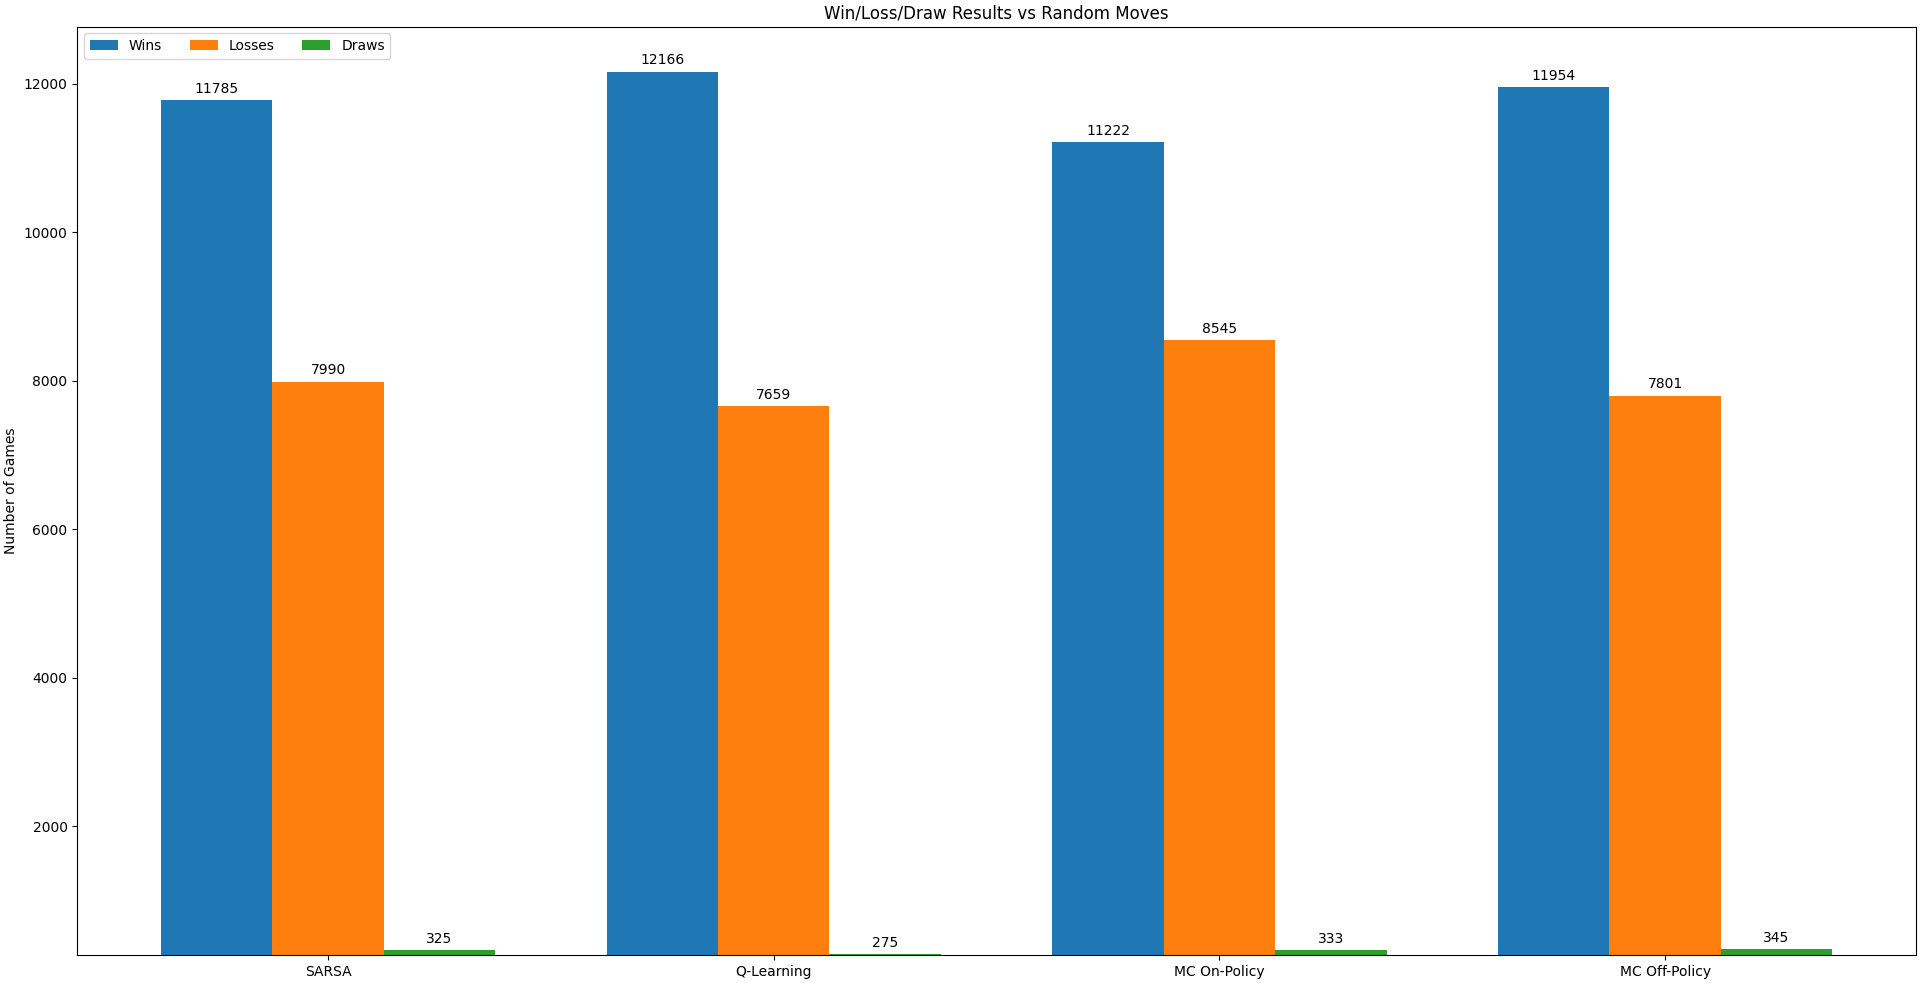 Win/Loss/Draw Results vs Random Moves
Wins Losses Draws
Number of Games
12000
10000
8000
6000
4000
2000
11785
7990
325
12166
7659
275
11222
8545
333
11954
7801
345
SARSA
Q-Learning
MC On-Policy
MC Off-Policy